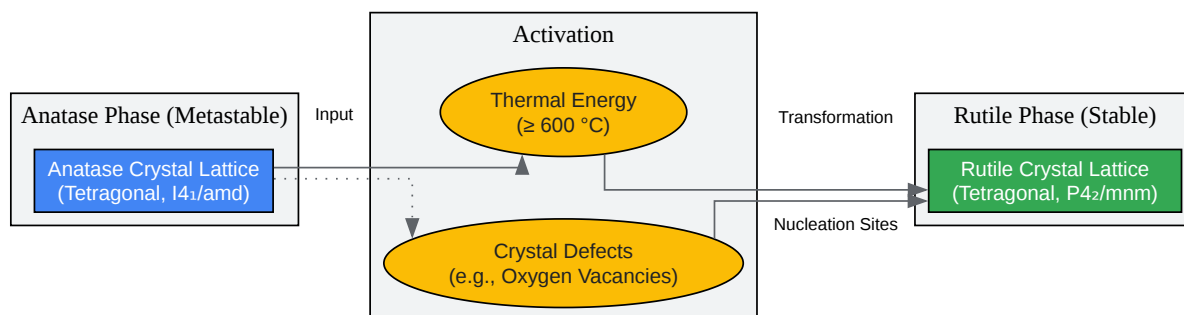 Activation
Anatase Phase (Metastable)
Input
Thermal Energy
(≥ 600 °C)
Transformation
Rutile Phase (Stable)
Anatase Crystal Lattice
(Tetragonal, I4₁/amd)
Rutile Crystal Lattice
(Tetragonal, P4₂/mnm)
Nucleation Sites
Crystal Defects
(e.g., Oxygen Vacancies)